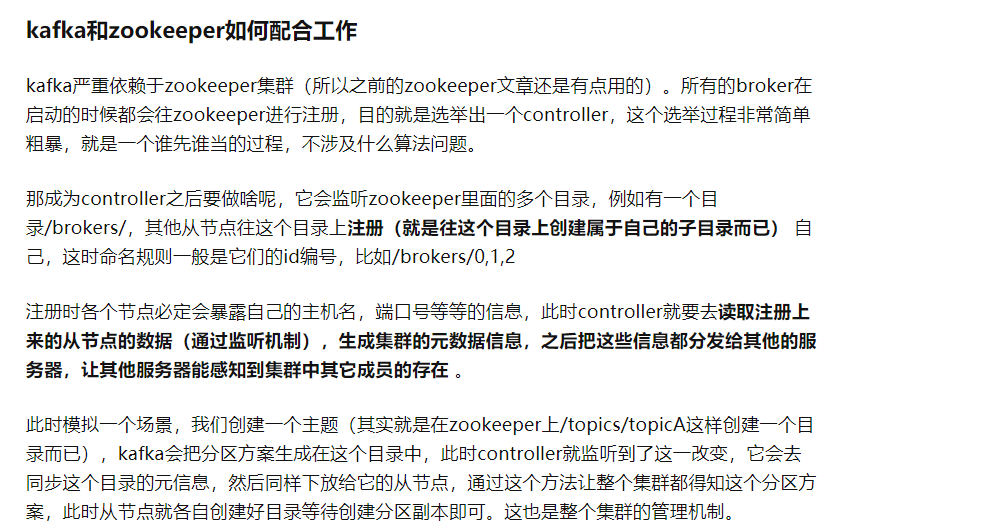 kafka和zookeeper如何配合工作
kafka严重依赖于zookeeper集群（所以之前的zookeeper文章还是有点用的）。所有的broker在
启动的时候都会往zookeeper进行注册，目的就是选举出一个controller，这个选举过程非常简单
粗暴，就是一个谁先谁当的过程，不涉及什么算法问题。
那成为controller之后要做啥呢，它会监听zookeeper里面的多个目录，例如有一个目
录/brokers/，其他从节点往这个目录上注册（就是往这个目录上创建属于自己的子目录而已） 自
己，这时命名规则一般是它们的id编号，比如/brokers/0,1,2
注册时各个节点必定会暴露自己的主机名，端口号等等的信息，此时controller就要去读取注册上
来的从节点的数据（通过监听机制），生成集群的元数据信息，之后把这些信息都分发给其他的服
务器，让其他服务器能感知到集群中其它成员的存在 。
此时模拟一个场景，我们创建一个主题（其实就是在zookeeper上/topics/topicA这样创建一个目
录而已），kafka会把分区方案生成在这个目录中，此时controller就监听到了这一改变，它会去
同步这个目录的元信息，然后同样下放给它的从节点，通过这个方法让整个集群都得知这个分区方
案，此时从节点就各自创建好目录等待创建分区副本即可。这也是整个集群的管理机制。